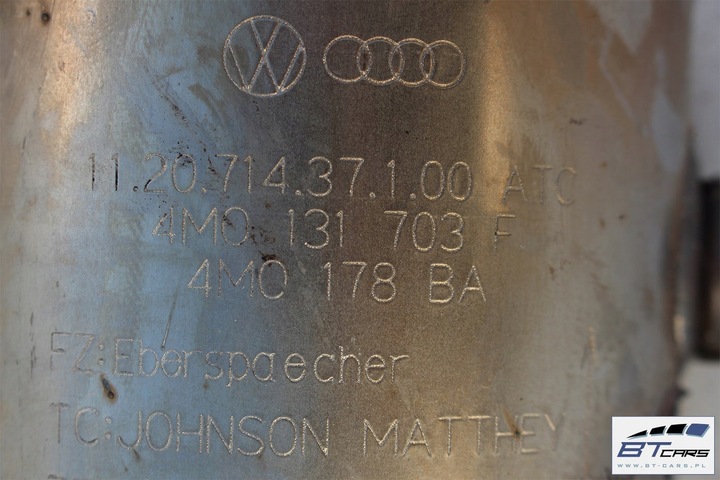 11.20.714.37.1.00 ATC
4M0 131 703 F
4M0 178 BA
FZ:Eberspaecher
TC:JOHNSON MATTHEY
BT CARS
WWW.BT-CARS.PL